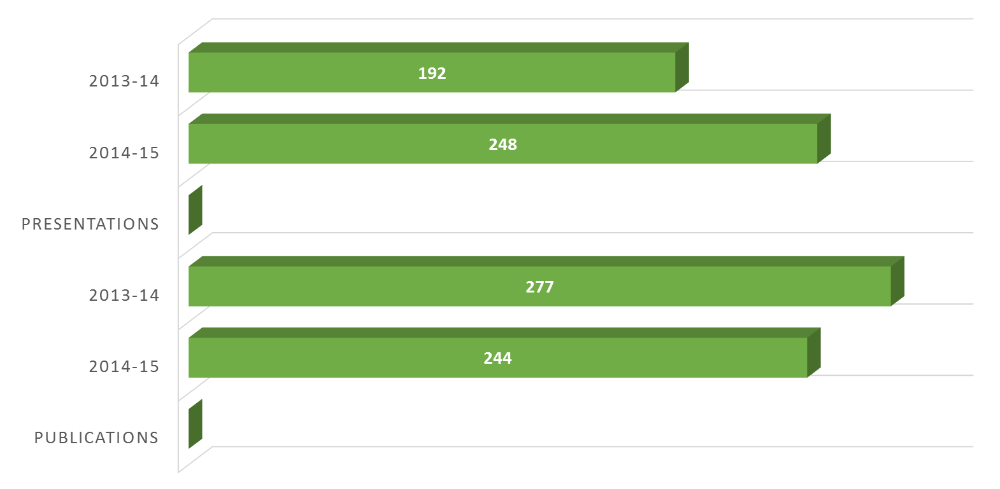 2013-14 192
2014-15 248
PRESENTATIONS
2013-14 277
2014-15 244
PUBLICATIONS